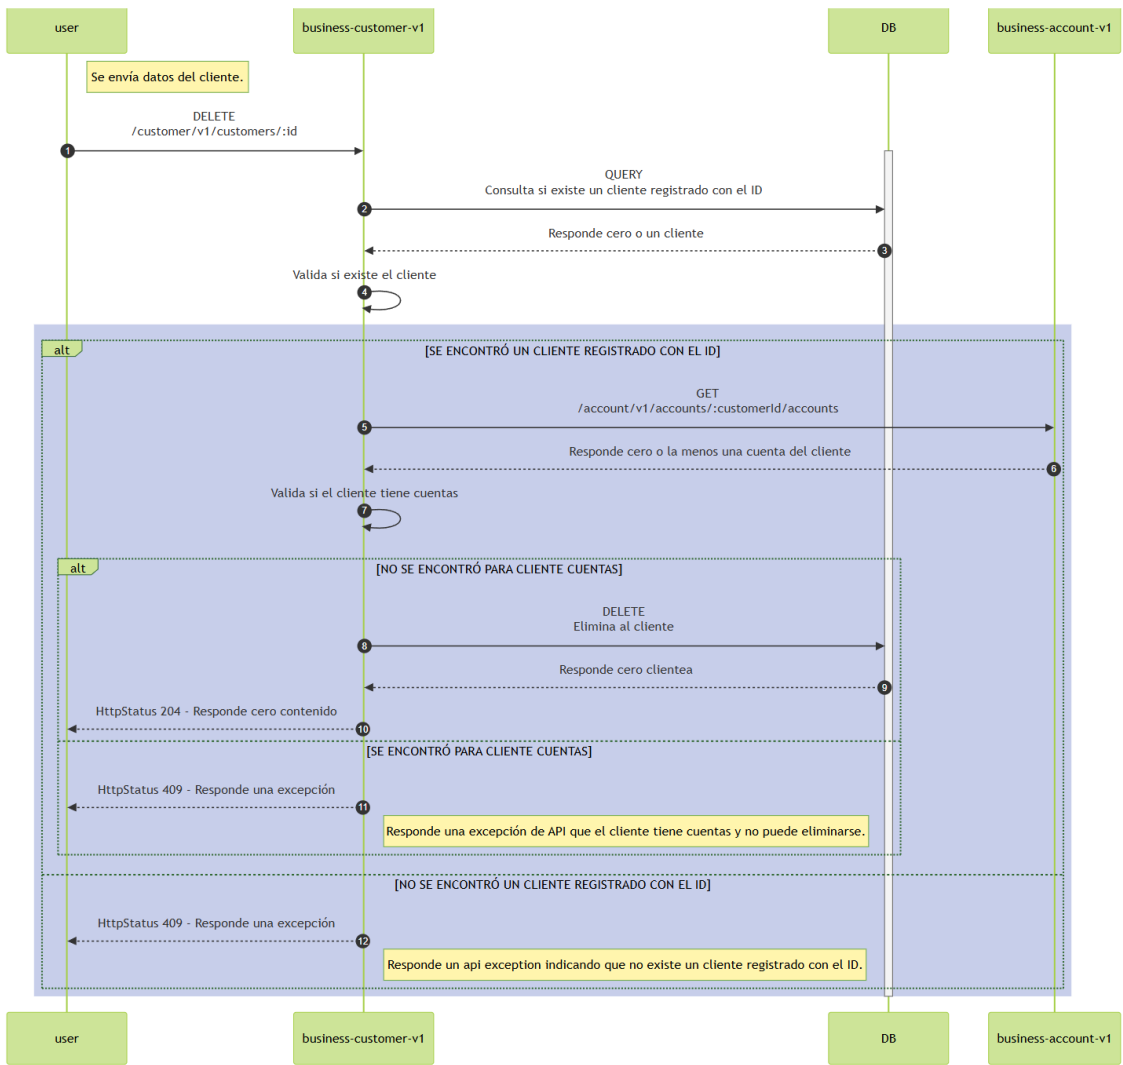 user
business-customer-v1
DB
business-account-v1
Se envía datos del cliente.
DELETE
/customer/v1/customers/:id
1
QUERY
Consulta si existe un cliente registrado con el ID
2
Responde cero o un cliente
3
Valida si existe el cliente
4
alt
[SE ENCONTRÓ UN CLIENTE REGISTRADO CON EL ID]
GET
/account/v1/accounts/:customerId/accounts
5
Responde cero o la menos una cuenta del cliente
6
Valida si el cliente tiene cuentas
7
alt
[NO SE ENCONTRÓ PARA CLIENTE CUENTAS]
DELETE
Elimina al cliente
8
Responde cero clientea
9
HttpStatus 204 - Responde cero contenido
10
[SE ENCONTRÓ PARA CLIENTE CUENTAS]
HttpStatus 409 - Responde una excepción
11
Responde una excepción de API que el cliente tiene cuentas y no puede eliminarse.
[NO SE ENCONTRÓ UN CLIENTE REGISTRADO CON EL ID]
HttpStatus 409 - Responde una excepción
12
Responde un api exception indicando que no existe un cliente registrado con el ID.
user
business-customer-v1
DB
business-account-v1